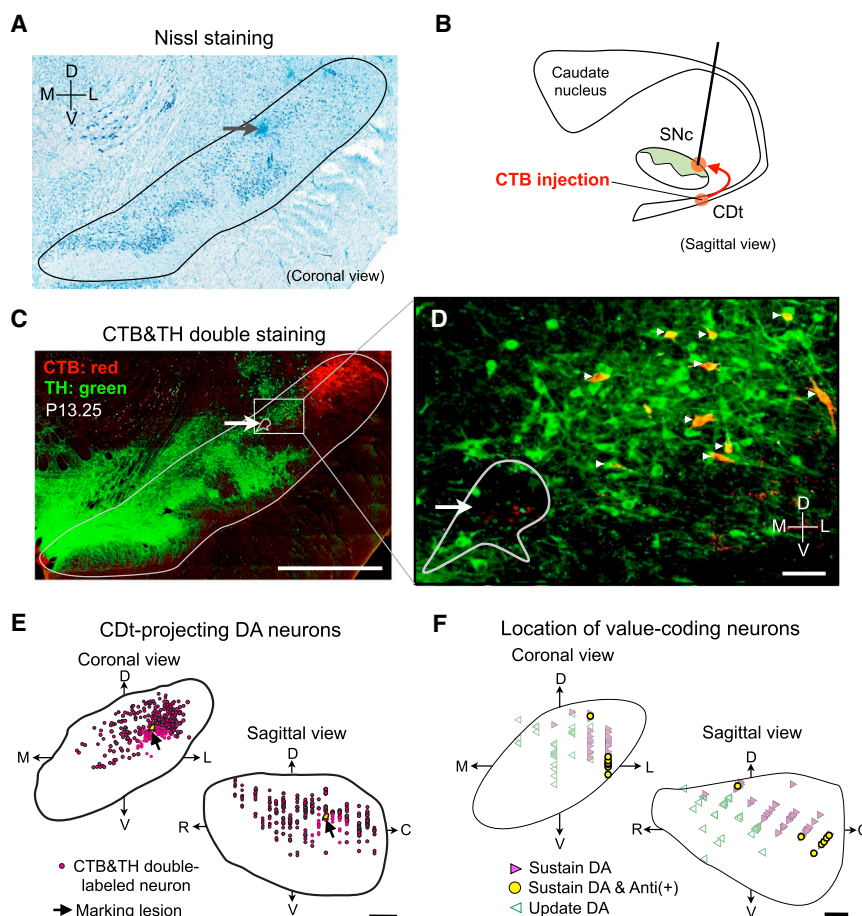 A
Nissl staining
D
M
L
V
(Coronal view)
B
Caudate
nucleus
SNc
CTB injection
CDt
(Sagittal view)
C
CTB&TH double staining
CTB: red
TH: green
P13.25
D
D
M
L
V
E
CDt-projecting DA neurons
Coronal view
D
M
L
V
Sagittal view
D
R
C
V
CTB&TH double-
labeled neuron
Marking lesion
F
Location of value-coding neurons
Coronal view
D
M
L
V
Sagittal view
D
R
C
V
Sustain DA
Sustain DA & Anti(+)
Update DA